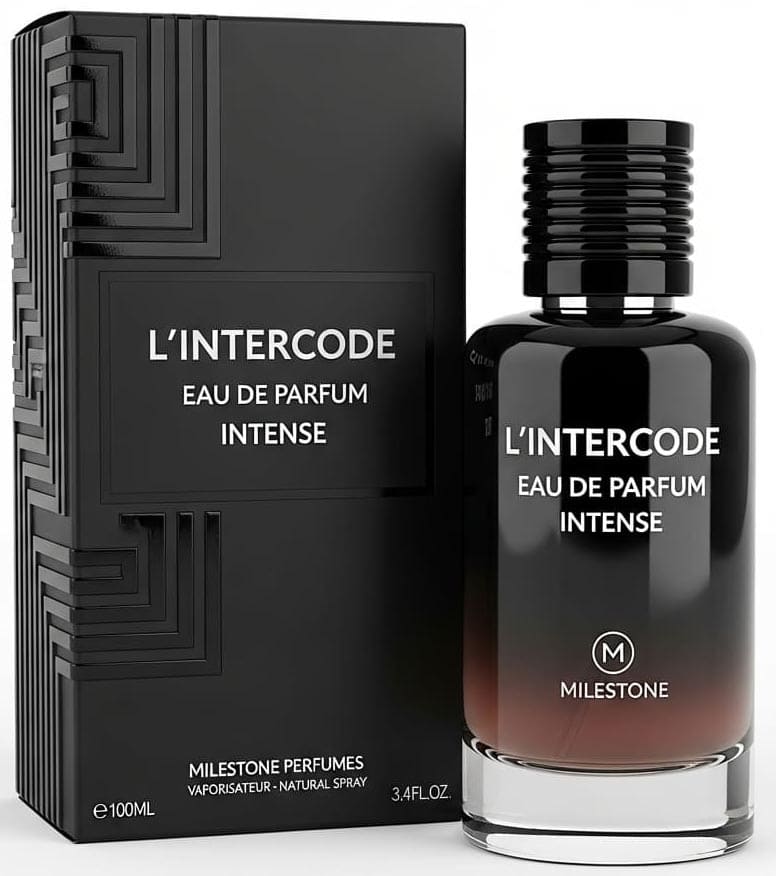 L'INTERCODE
EAU DE PARFUM
INTENSE
MILESTONE PERFUMES
VAPORISATEUR - NATURAL SPRAY
℮100ML
3.4FL.OZ.
L'INTERCODE
EAU DE PARFUM
INTENSE
M
MILESTONE